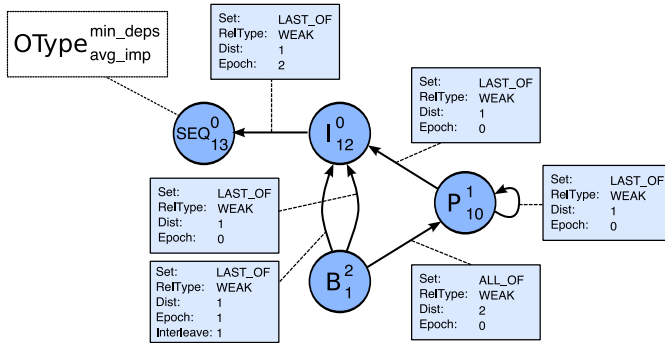 OType min_deps
avg_imp
Set: LAST_OF
RelType: WEAK
Dist: 1
Epoch: 2
SEQ 0
13
I 0
12
Set: LAST_OF
RelType: WEAK
Dist: 1
Epoch: 0
Set: LAST_OF
RelType: WEAK
Dist: 1
Epoch: 0
P 1
10
Set: LAST_OF
RelType: WEAK
Dist: 1
Epoch: 0
Set: LAST_OF
RelType: WEAK
Dist: 1
Epoch: 1
Interleave: 1
B 2
1
Set: ALL_OF
RelType: WEAK
Dist: 2
Epoch: 0